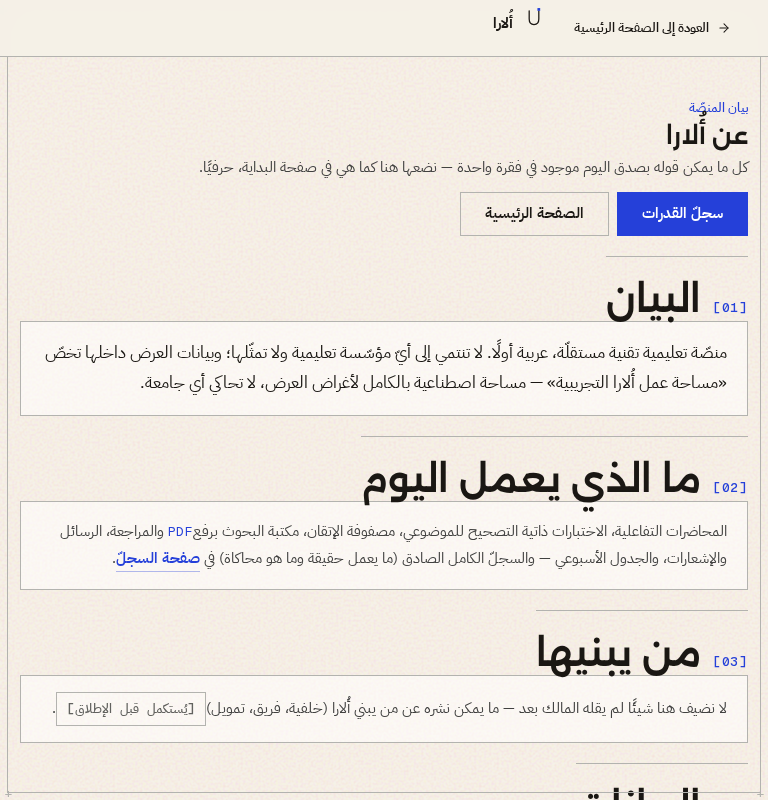 → العودة إلى الصفحة الرئيسية
أُلارا
بيان المنصّة
عن أُلارا
كل ما يمكن قوله بصدق اليوم موجود في فقرة واحدة — نضعها هنا كما هي في صفحة البداية، حرفيًا.
سجلّ القدرات
الصفحة الرئيسية
[01] البيان
منصّة تعليمية تقنية مستقلّة، عربية أولًا. لا تنتمي إلى أيّ مؤسّسة تعليمية ولا تمثّلها؛ وبيانات العرض داخلها تخصّ
«مساحة عمل أُلارا التجريبية» — مساحة اصطناعية بالكامل لأغراض العرض، لا تحاكي أي جامعة.
[02] ما الذي يعمل اليوم
المحاضرات التفاعلية، الاختبارات ذاتية التصحيح للموضوعي، مصفوفة الإتقان، مكتبة البحوث برفع PDF والمراجعة، الرسائل
والإشعارات، والجدول الأسبوعي — والسجلّ الكامل الصادق (ما يعمل حقيقة وما هو محاكاة) في صفحة السجلّ.
[03] من يبنيها
لا نضيف هنا شيئًا لم يقله المالك بعد — ما يمكن نشره عن من يبني أُلارا (خلفية، فريق، تمويل) [يُستكمل قبل الإطلاق].